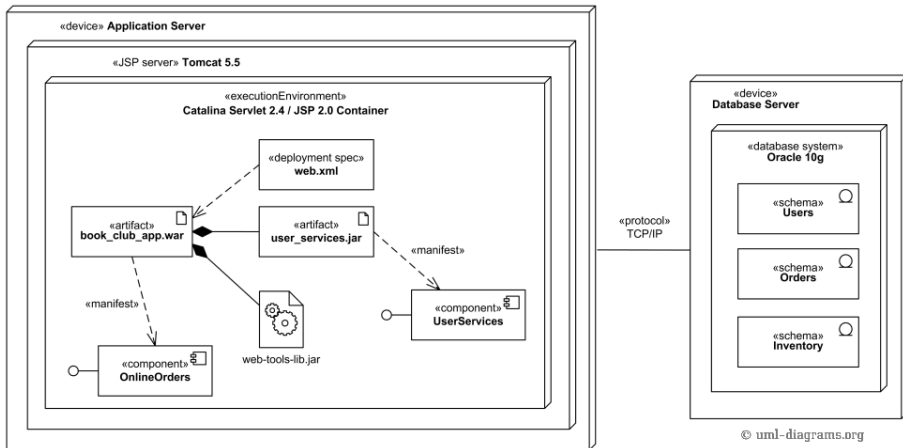 «device» Application Server
«JSP server» Tomcat 5.5
«executionEnvironment»
Catalina Servlet 2.4 / JSP 2.0 Container
«deployment spec»
web.xml
«artifact»
book_club_app.war
«artifact»
user_services.jar
«manifest»
«manifest»
«component»
UserServices
web-tools-lib.jar
«component»
OnlineOrders
«protocol»
TCP/IP
«device»
Database Server
«database system»
Oracle 10g
«schema»
Users
«schema»
Orders
«schema»
Inventory
© uml-diagrams.org